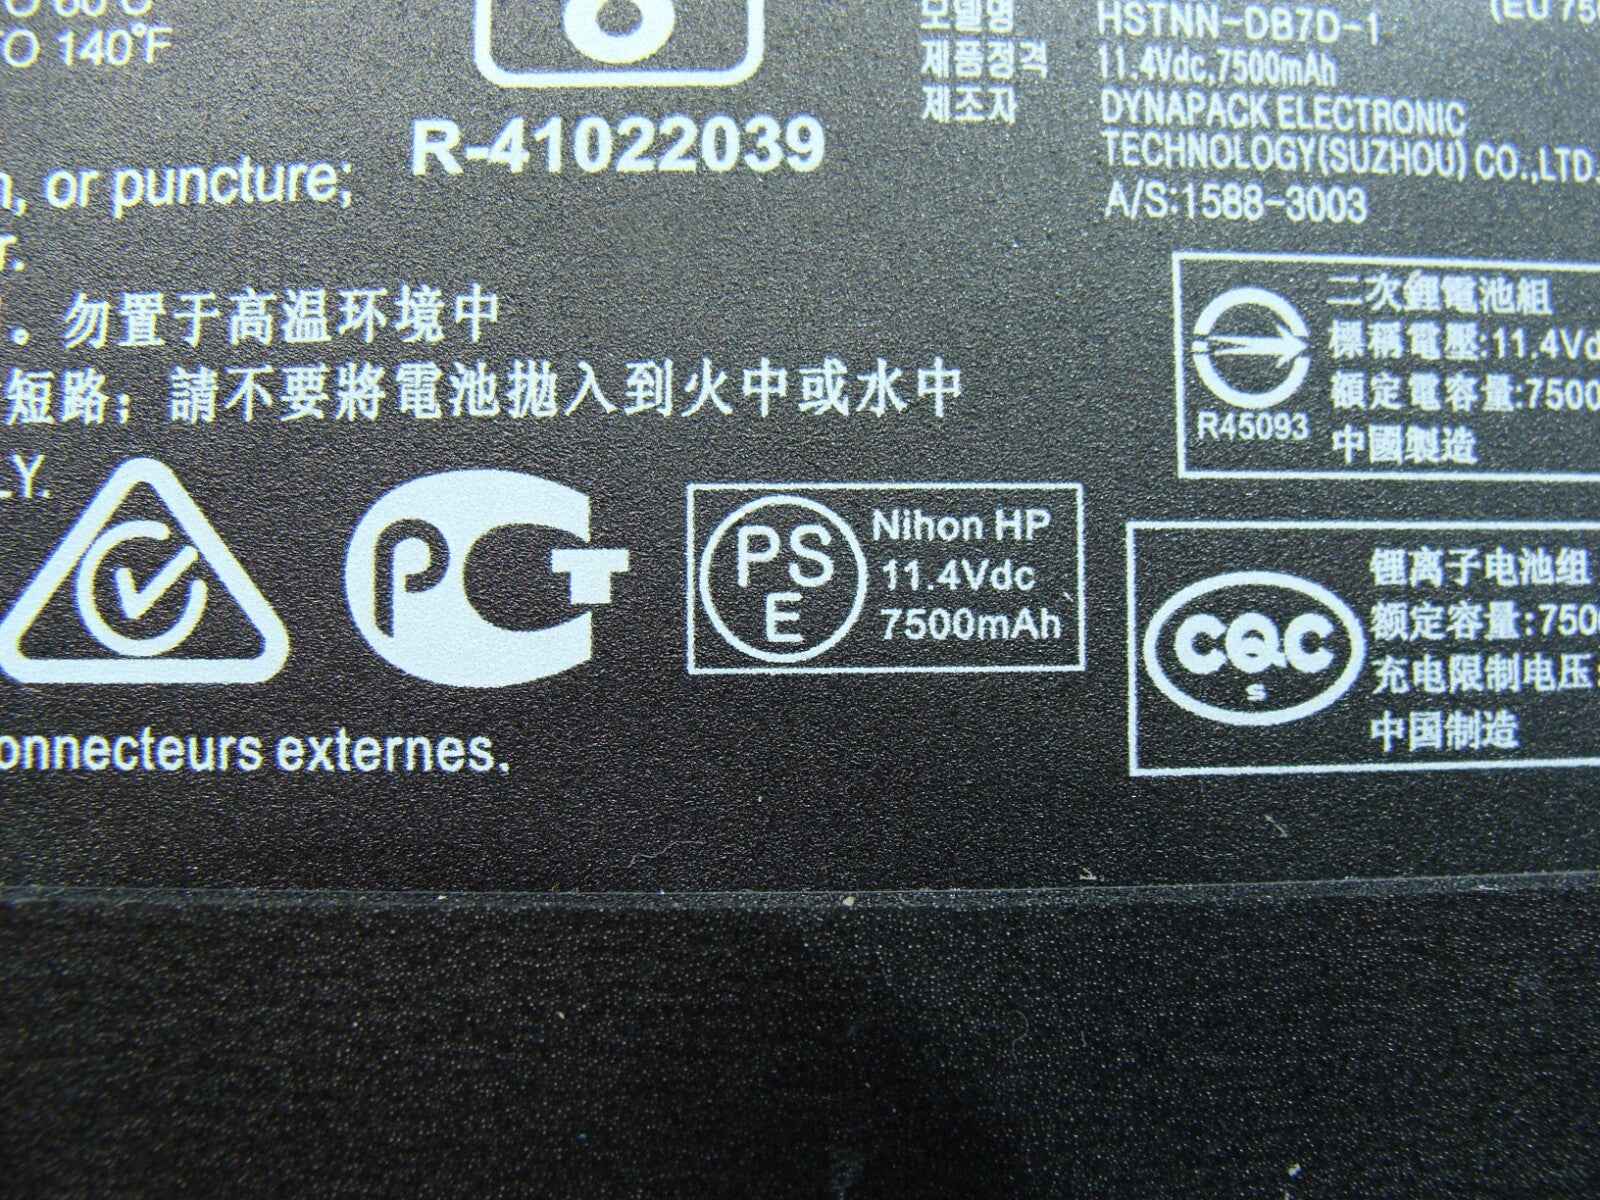 TO 140°F
R-41022039
모델명 HSTNN-DB7D-1
제품정격 11.4Vdc,7500mAh
제조자 DYNAPACK ELECTRONIC
TECHNOLOGY(SUZHOU) CO.,LTD.
A/S:1588-3003
or puncture;
。勿置于高温环境中
短路；請不要將電池拋入到火中或水中
LY.
PCT
PS
E
Nihon HP
11.4Vdc
7500mAh
R45093
二次鋰電池組
標稱電壓:11.4Vd
額定電容量:7500
中國製造
CQC
S
锂离子电池组
额定容量:750
充电限制电压:
中国制造
onnecteurs externes.